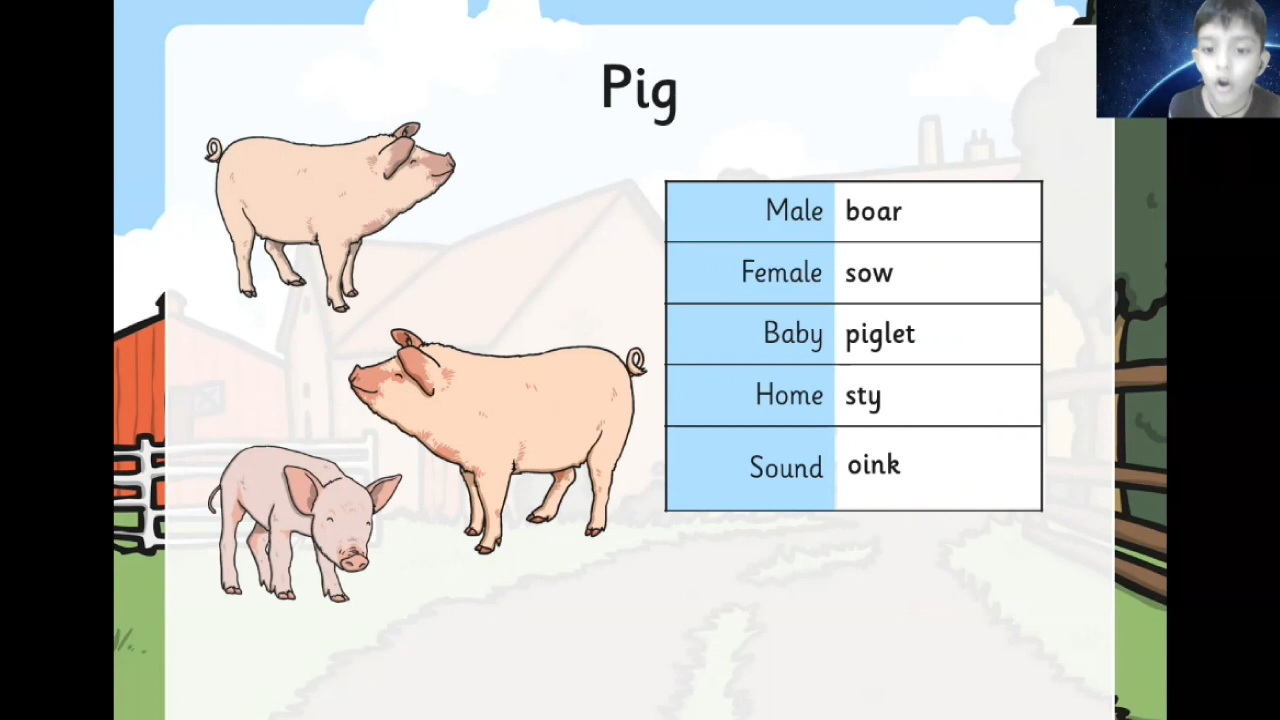 Pig
Male boar
Female sow
Baby piglet
Home sty
Sound oink